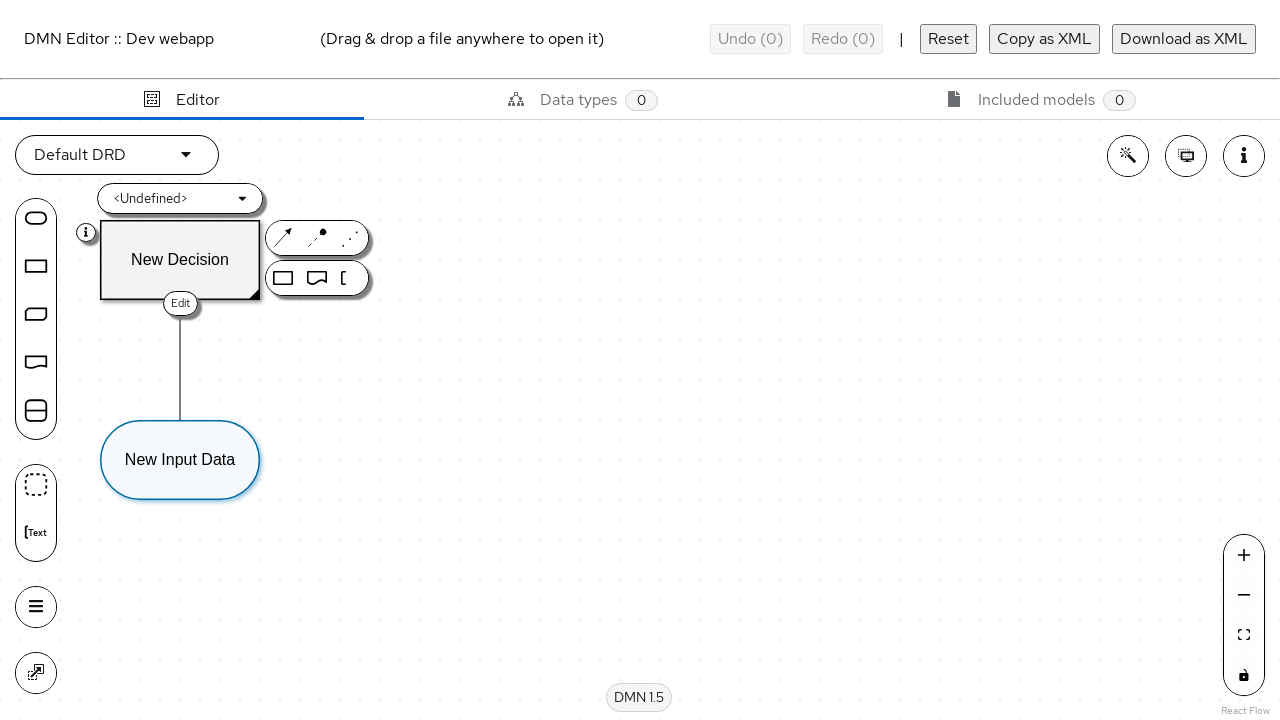 DMN Editor :: Dev webapp
(Drag & drop a file anywhere to open it)
Undo (0)
Redo (0)
|
Reset
Copy as XML
Download as XML
Editor
Data types
0
Included models
0
Default DRD
<Undefined>
New Decision
Edit
New Input Data
Text
DMN 1.5
React Flow